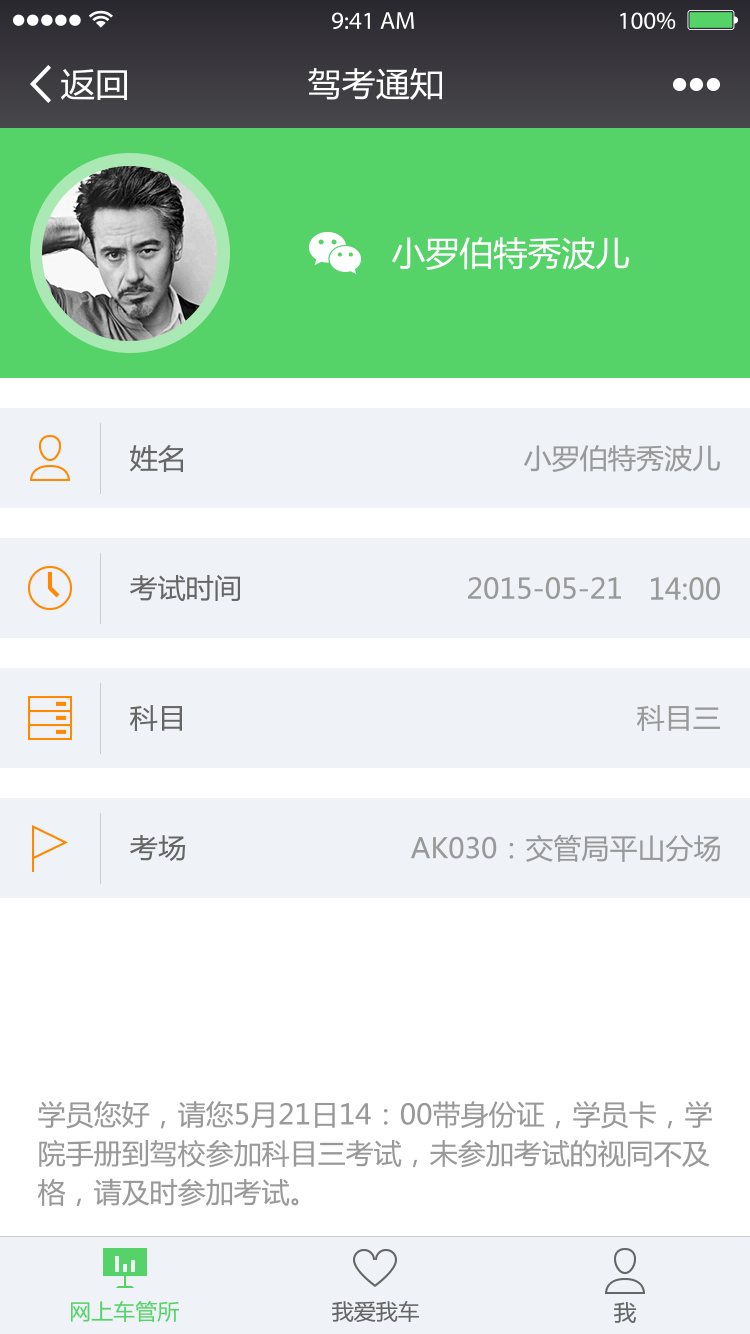 9:41 AM 100%
返回 驾考通知
小罗伯特秀波儿
姓名 小罗伯特秀波儿
考试时间 2015-05-21 14:00
科目 科目三
考场 AK030：交管局平山分场
学员您好，请您5月21日14：00带身份证，学员卡，学
院手册到驾校参加科目三考试，未参加考试的视同不及
格，请及时参加考试。
网上车管所 我爱我车 我